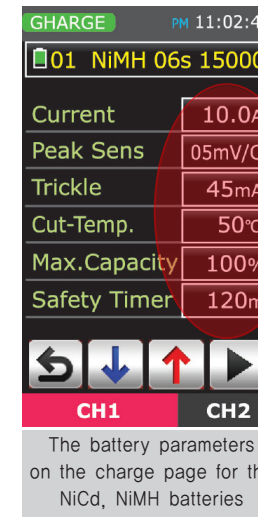 GHARGE PM 11:02:4
01 NiMH 06s 15000
Current 10.0A
Peak Sens 05mV/C
Trickle 45mA
Cut-Temp. 50℃
Max.Capacity 100%
Safety Timer 120m
CH1 CH2
The battery parameters
on the charge page for th
NiCd, NiMH batteries